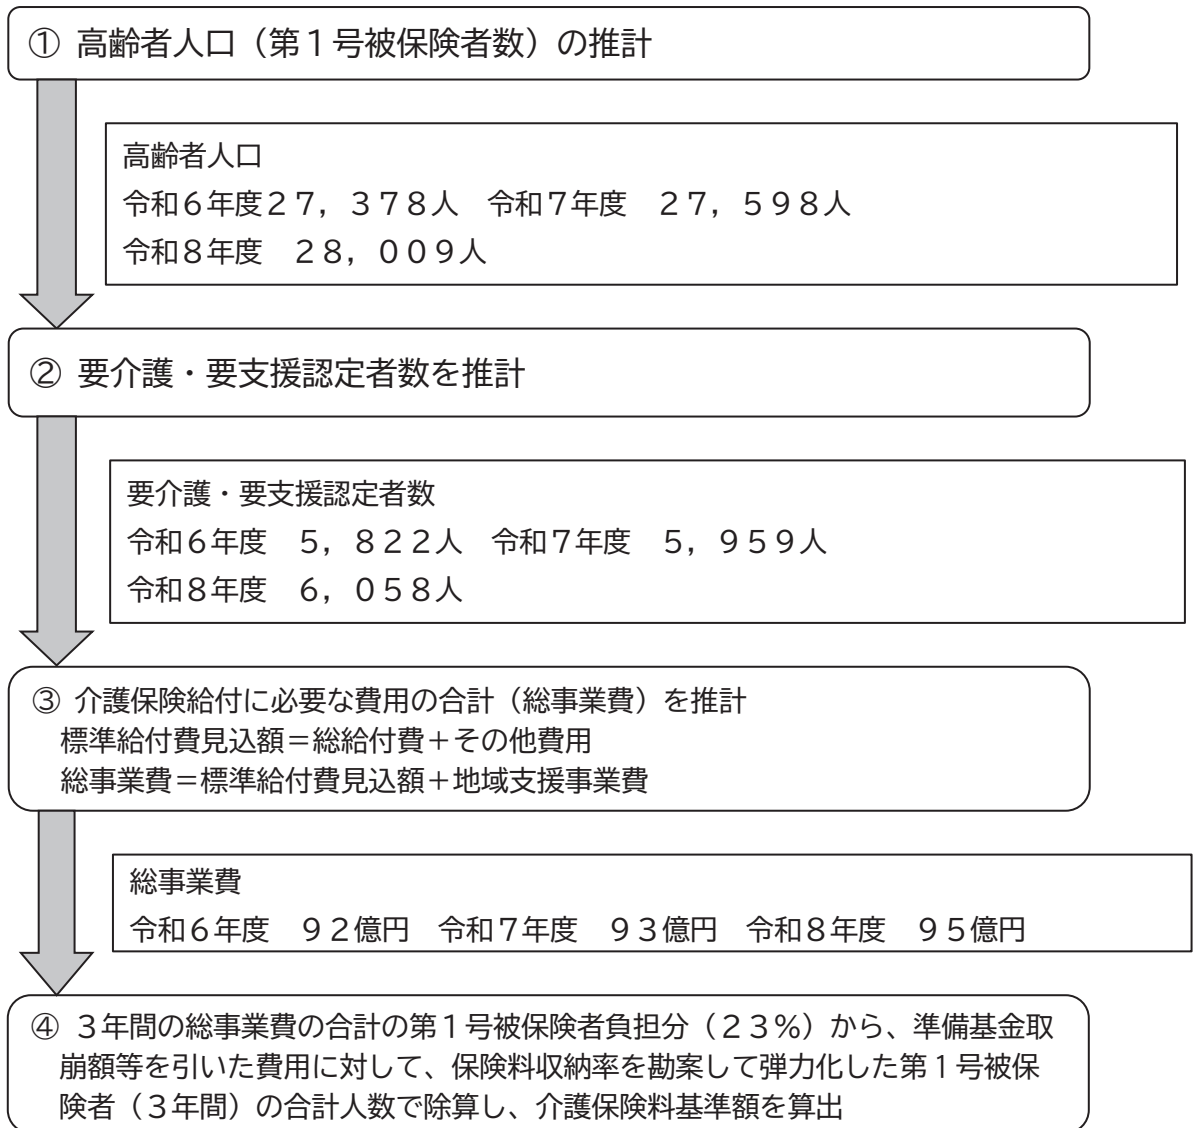 ① 高齢者人口(第1号被保険者数)の推計
高齢者人口
令和6年度27,378人 令和7年度 27,598人
令和8年度 28,009人
② 要介護・要支援認定者数を推計
要介護・要支援認定者数
令和6年度 5,822人 令和7年度 5,959人
令和8年度 6,058人
③ 介護保険給付に必要な費用の合計(総事業費)を推計
標準給付費見込額=総給付費+その他費用
総事業費=標準給付費見込額+地域支援事業費
総事業費
令和6年度 92億円 令和7年度 93億円 令和8年度 95億円
④ 3年間の総事業費の合計の第1号被保険者負担分(23%)から、準備基金取
崩額等を引いた費用に対して、保険料収納率を勘案して弾力化した第1号被保
険者(3年間)の合計人数で除算し、介護保険料基準額を算出